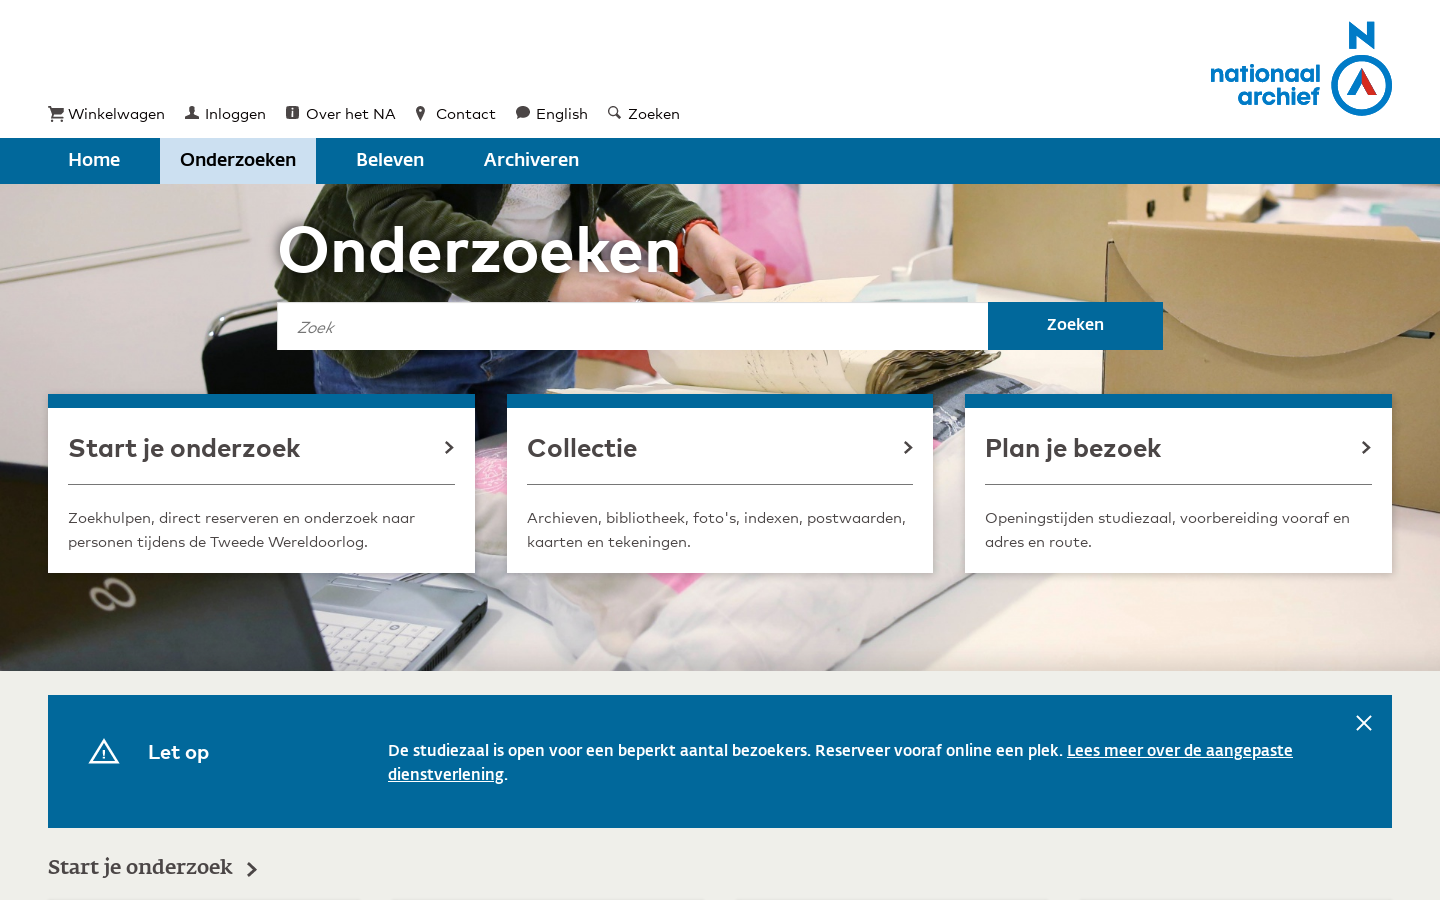 N
nationaal
archief
Winkelwagen
Inloggen
Over het NA
Contact
English
Zoeken
Home
Onderzoeken
Beleven
Archiveren
Onderzoeken
Zoek
Zoeken
Start je onderzoek
Zoekhulpen, direct reserveren en onderzoek naar
personen tijdens de Tweede Wereldoorlog.
Collectie
Archieven, bibliotheek, foto's, indexen, postwaarden,
kaarten en tekeningen.
Plan je bezoek
Openingstijden studiezaal, voorbereiding vooraf en
adres en route.
Let op
De studiezaal is open voor een beperkt aantal bezoekers. Reserveer vooraf online een plek. Lees meer over de aangepaste
dienstverlening.
Start je onderzoek